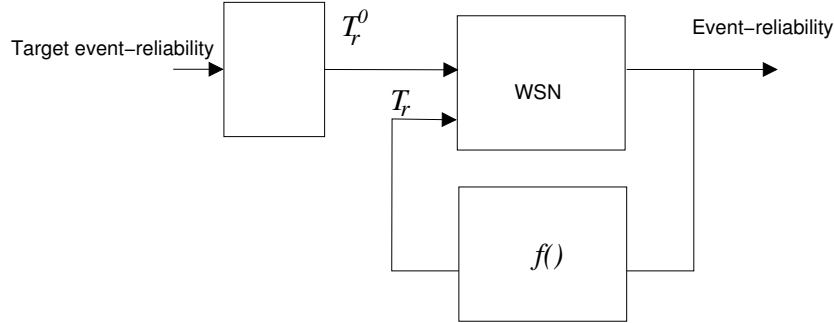 Target event−reliability
T_r^0
Event−reliability
WSN
T_r
f()